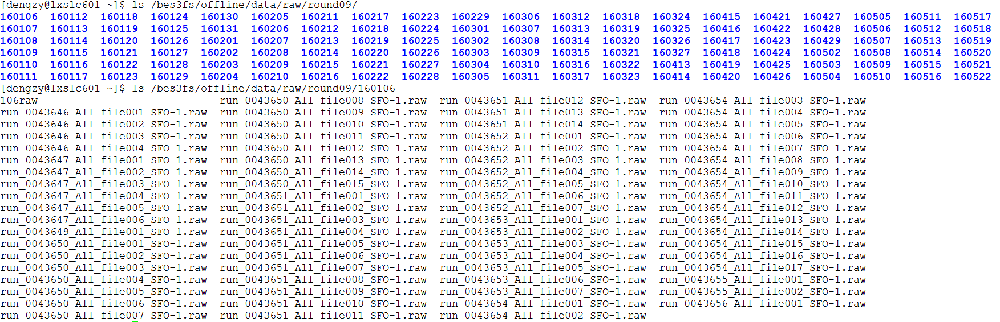 [dengzy@lxslc601 ~]$ ls /bes3fs/offline/data/raw/round09/
160106  160112  160118  160124  160130  160205  160211  160217  160223  160229  160306  160312  160318  160324  160415  160421  160427  160505  160511  160517
160107  160113  160119  160125  160131  160206  160212  160218  160224  160301  160307  160313  160319  160325  160416  160422  160428  160506  160512  160518
160108  160114  160120  160126  160201  160207  160213  160219  160225  160302  160308  160314  160320  160326  160417  160423  160429  160507  160513  160519
160109  160115  160121  160127  160202  160208  160214  160220  160226  160303  160309  160315  160321  160327  160418  160424  160502  160508  160514  160520
160110  160116  160122  160128  160203  160209  160215  160221  160227  160304  160310  160316  160322  160413  160419  160425  160503  160509  160515  160521
160111  160117  160123  160129  160204  160210  160216  160222  160228  160305  160311  160317  160323  160414  160420  160426  160504  160510  160516  160522
[dengzy@lxslc601 ~]$ ls /bes3fs/offline/data/raw/round09/160106
106raw  run_0043650_All_file008_SFO-1.raw  run_0043651_All_file012_SFO-1.raw  run_0043654_All_file003_SFO-1.raw
run_0043646_All_file001_SFO-1.raw  run_0043650_All_file009_SFO-1.raw  run_0043651_All_file013_SFO-1.raw  run_0043654_All_file004_SFO-1.raw
run_0043646_All_file002_SFO-1.raw  run_0043650_All_file010_SFO-1.raw  run_0043651_All_file014_SFO-1.raw  run_0043654_All_file005_SFO-1.raw
run_0043646_All_file003_SFO-1.raw  run_0043650_All_file011_SFO-1.raw  run_0043652_All_file001_SFO-1.raw  run_0043654_All_file006_SFO-1.raw
run_0043646_All_file004_SFO-1.raw  run_0043650_All_file012_SFO-1.raw  run_0043652_All_file002_SFO-1.raw  run_0043654_All_file007_SFO-1.raw
run_0043647_All_file001_SFO-1.raw  run_0043650_All_file013_SFO-1.raw  run_0043652_All_file003_SFO-1.raw  run_0043654_All_file008_SFO-1.raw
run_0043647_All_file002_SFO-1.raw  run_0043650_All_file014_SFO-1.raw  run_0043652_All_file004_SFO-1.raw  run_0043654_All_file009_SFO-1.raw
run_0043647_All_file003_SFO-1.raw  run_0043650_All_file015_SFO-1.raw  run_0043652_All_file005_SFO-1.raw  run_0043654_All_file010_SFO-1.raw
run_0043647_All_file004_SFO-1.raw  run_0043651_All_file001_SFO-1.raw  run_0043652_All_file006_SFO-1.raw  run_0043654_All_file011_SFO-1.raw
run_0043647_All_file005_SFO-1.raw  run_0043651_All_file002_SFO-1.raw  run_0043652_All_file007_SFO-1.raw  run_0043654_All_file012_SFO-1.raw
run_0043647_All_file006_SFO-1.raw  run_0043651_All_file003_SFO-1.raw  run_0043653_All_file001_SFO-1.raw  run_0043654_All_file013_SFO-1.raw
run_0043649_All_file001_SFO-1.raw  run_0043651_All_file004_SFO-1.raw  run_0043653_All_file002_SFO-1.raw  run_0043654_All_file014_SFO-1.raw
run_0043650_All_file001_SFO-1.raw  run_0043651_All_file005_SFO-1.raw  run_0043653_All_file003_SFO-1.raw  run_0043654_All_file015_SFO-1.raw
run_0043650_All_file002_SFO-1.raw  run_0043651_All_file006_SFO-1.raw  run_0043653_All_file004_SFO-1.raw  run_0043654_All_file016_SFO-1.raw
run_0043650_All_file003_SFO-1.raw  run_0043651_All_file007_SFO-1.raw  run_0043653_All_file005_SFO-1.raw  run_0043654_All_file017_SFO-1.raw
run_0043650_All_file004_SFO-1.raw  run_0043651_All_file008_SFO-1.raw  run_0043653_All_file006_SFO-1.raw  run_0043655_All_file001_SFO-1.raw
run_0043650_All_file005_SFO-1.raw  run_0043651_All_file009_SFO-1.raw  run_0043653_All_file007_SFO-1.raw  run_0043655_All_file002_SFO-1.raw
run_0043650_All_file006_SFO-1.raw  run_0043651_All_file010_SFO-1.raw  run_0043654_All_file001_SFO-1.raw  run_0043656_All_file001_SFO-1.raw
run_0043650_All_file007_SFO-1.raw  run_0043651_All_file011_SFO-1.raw  run_0043654_All_file002_SFO-1.raw